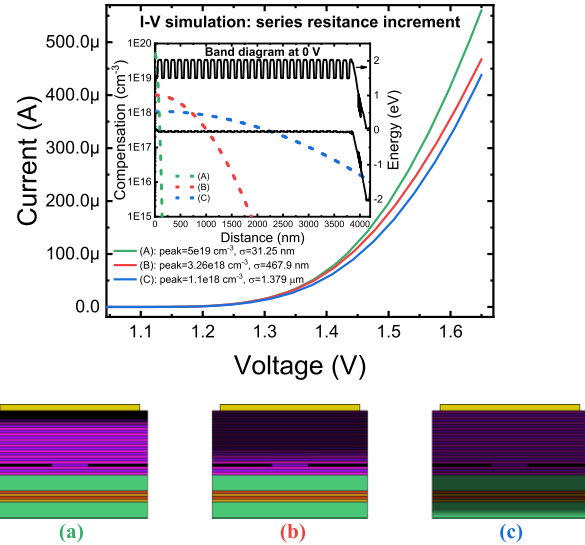 I-V simulation: series resitance increment
Band diagram at 0 V
500.0µ
400.0µ
300.0µ
200.0µ
100.0µ
0.0
Current (A)
1E20
1E19
1E18
1E17
1E16
1E15
Compensation (cm-3)
2
1
0
-1
-2
Energy (eV)
(A)
(B)
(C)
0 500 1000 1500 2000 2500 3000 3500 4000
Distance (nm)
(A): peak=5e19 cm-3, σ=31.25 nm
(B): peak=3.26e18 cm-3, σ=467.9 nm
(C): peak=1.1e18 cm-3, σ=1.379 µm
1.1 1.2 1.3 1.4 1.5 1.6
Voltage (V)
(a) (b) (c)